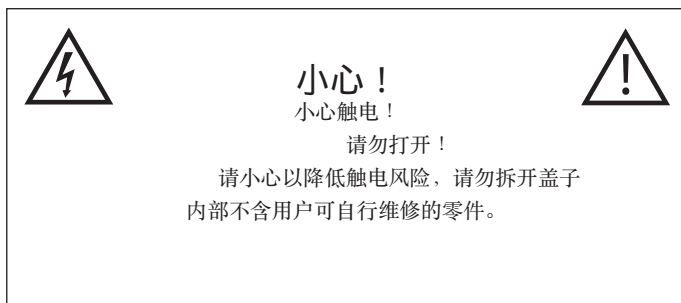 小心！
小心触电！
请勿打开！
请小心以降低触电风险，请勿拆开盖子
内部不含用户可自行维修的零件。